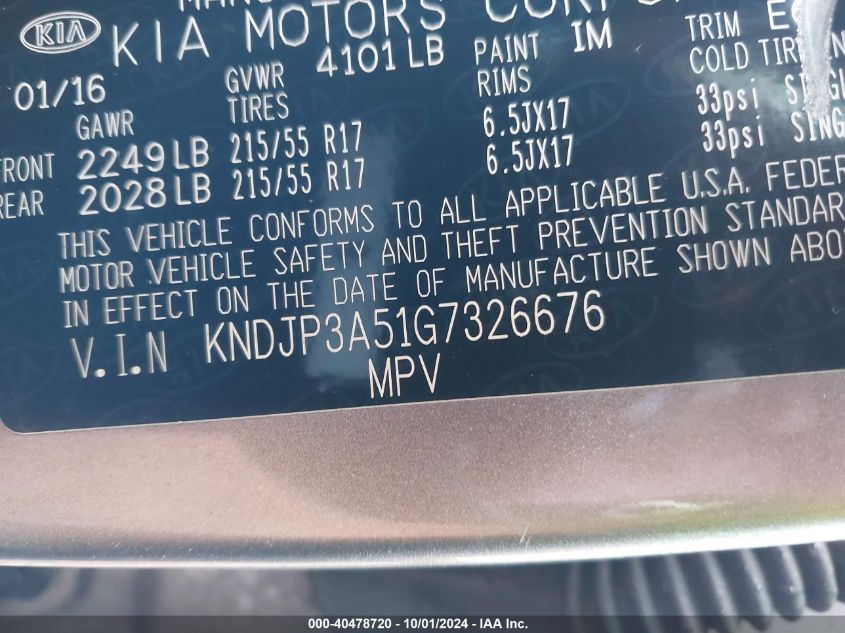 KIA KIA MOTORS
01/16 GVWR 4101 LB PAINT IM TRIM
GAWR TIRES RIMS COLD
FRONT 2249 LB 215/55 R17 6.5JX17 33psi
REAR 2028 LB 215/55 R17 6.5JX17 33psi
THIS VEHICLE CONFORMS TO ALL APPLICABLE U.S.A. FEDER
MOTOR VEHICLE SAFETY AND THEFT PREVENTION STANDAR
IN EFFECT ON THE DATE OF MANUFACTURE SHOWN ABO
V.I.N KNDJP3A51G7326676
MPV
000-40478720 - 10/01/2024 - IAA Inc.